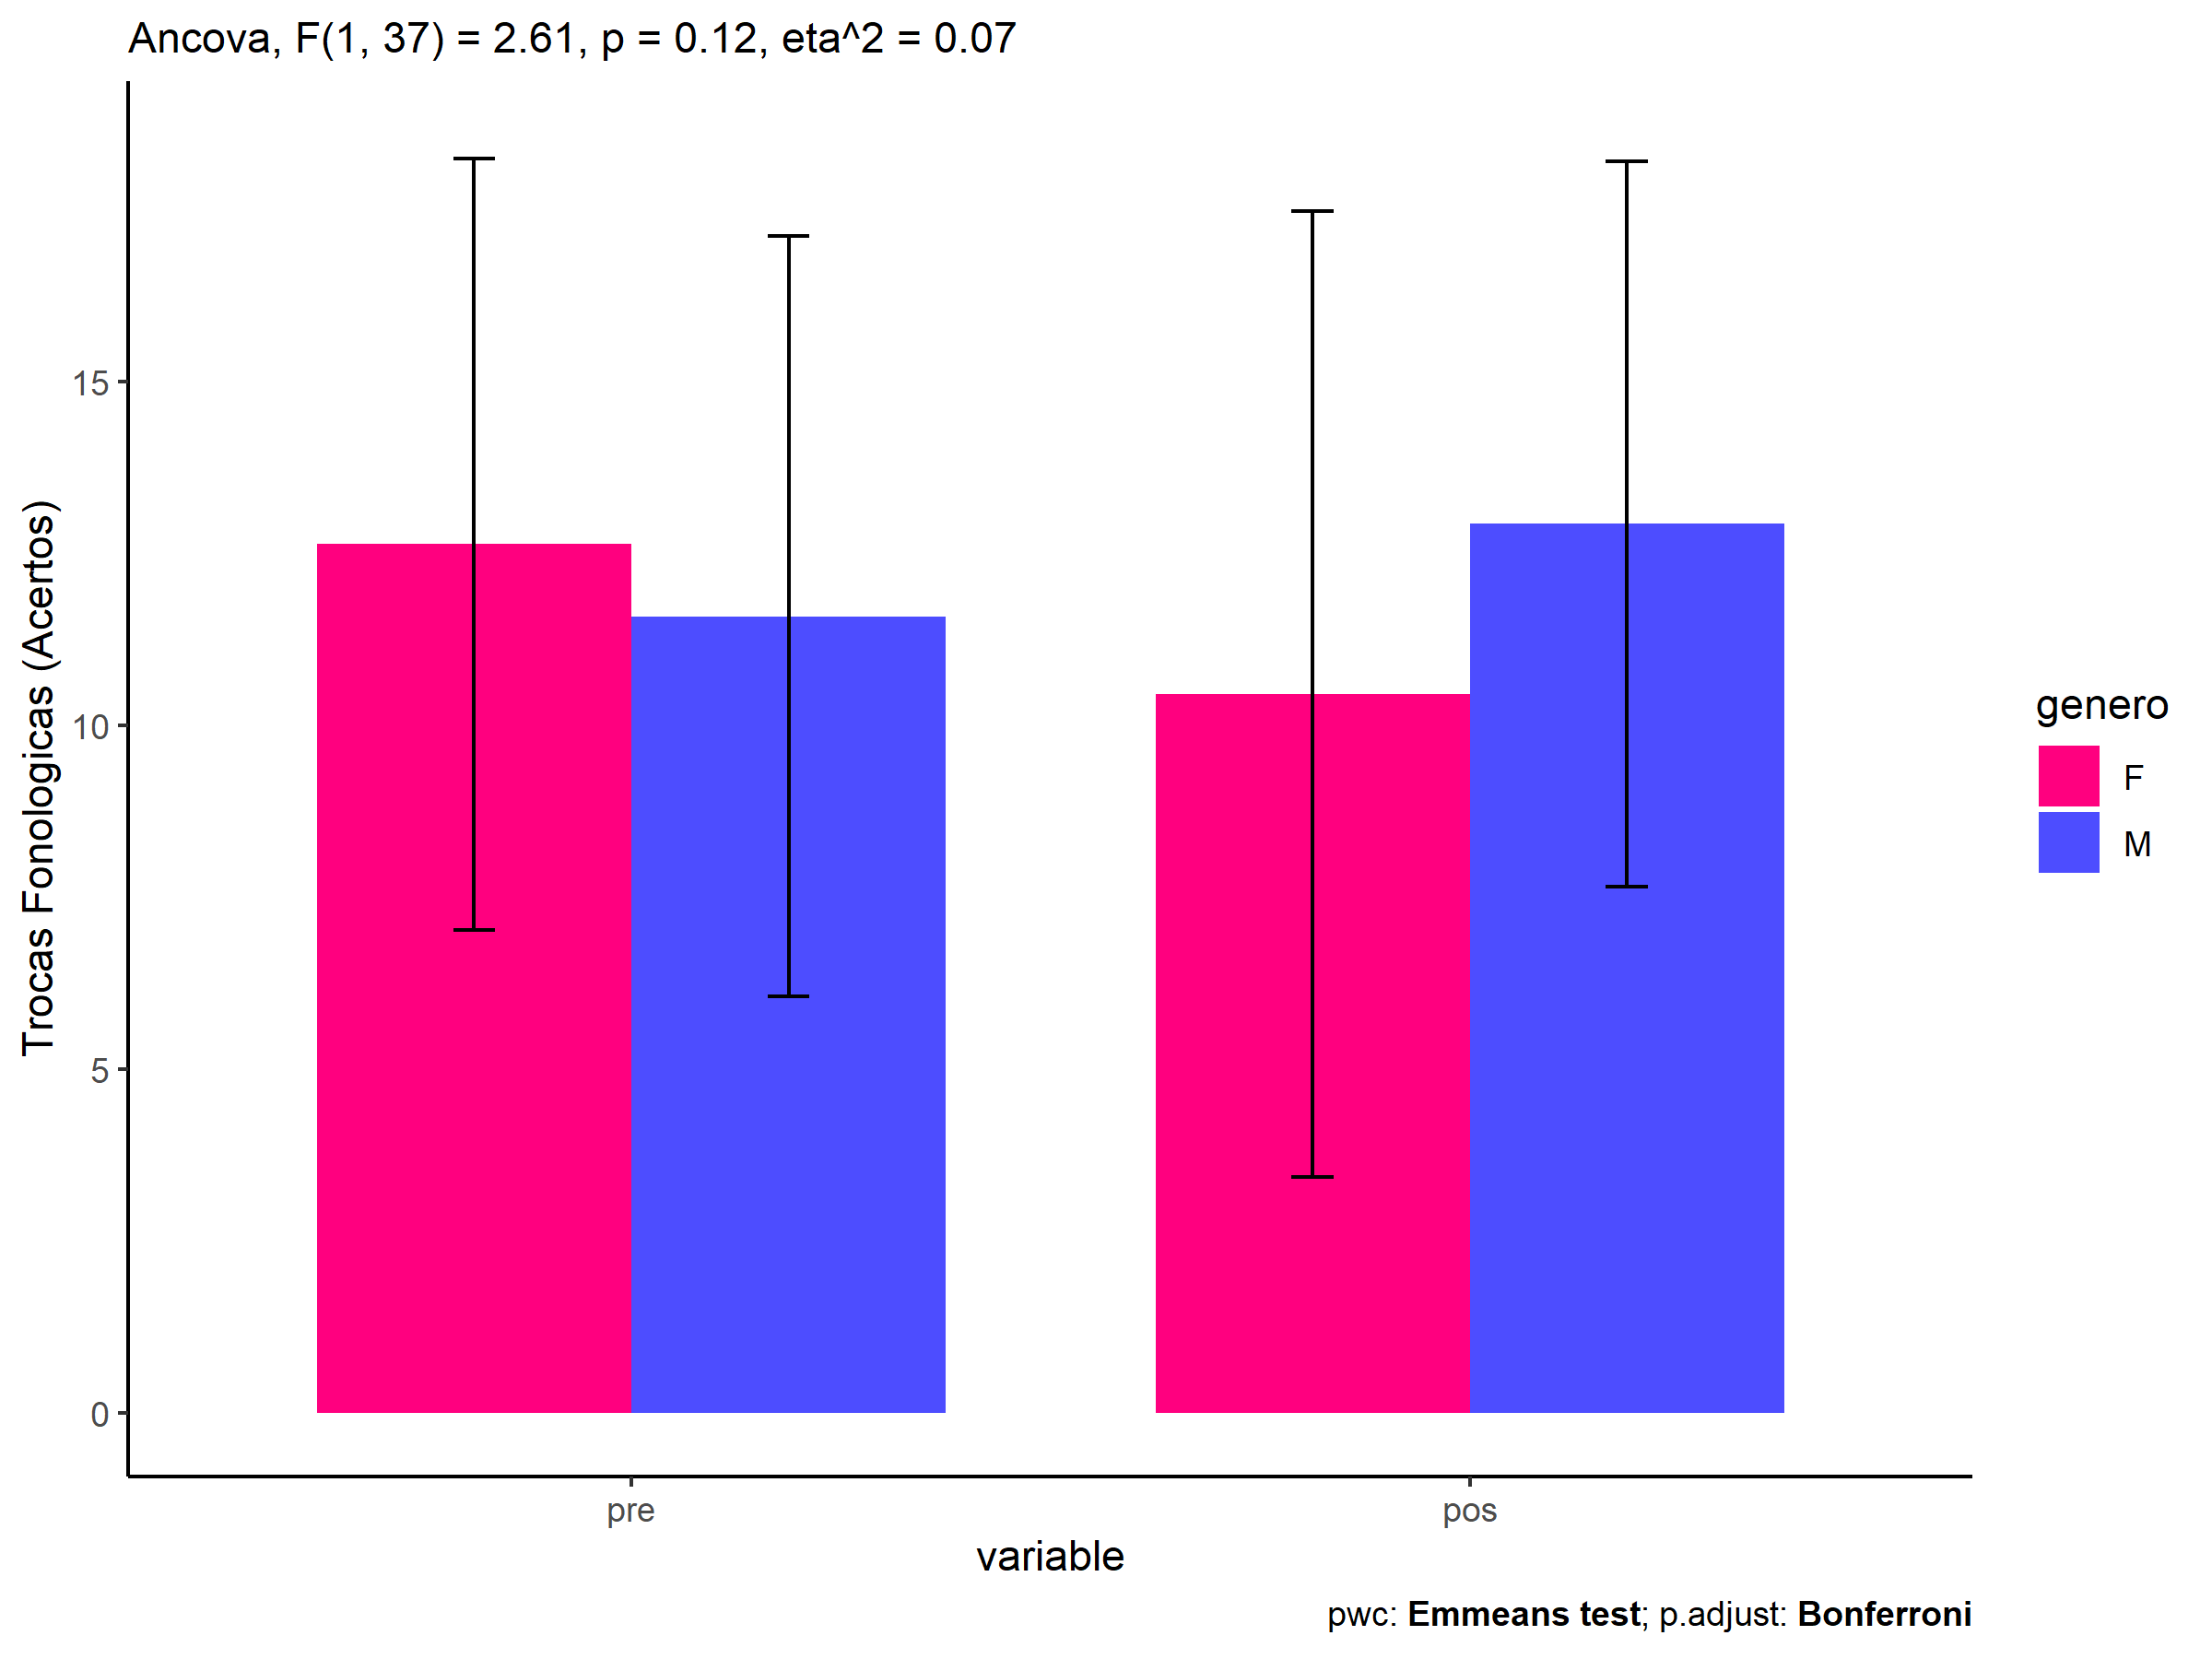 Ancova, F(1, 37) = 2.61, p = 0.12, eta^2 = 0.07
Trocas Fonologicas (Acertos)
15
10
5
0
pre
pos
variable
genero
F
M
pwc: Emmeans test; p.adjust: Bonferroni